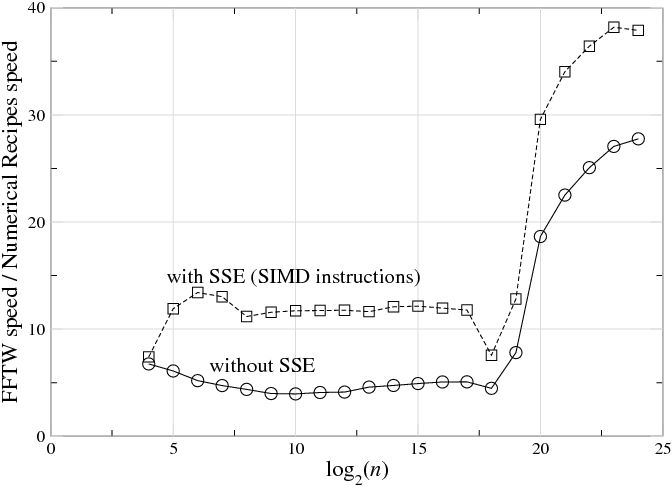 40
30
20
10
0
FFTW speed / Numerical Recipes speed
with SSE (SIMD instructions)
without SSE
0 5 10 15 20 25
log2(n)